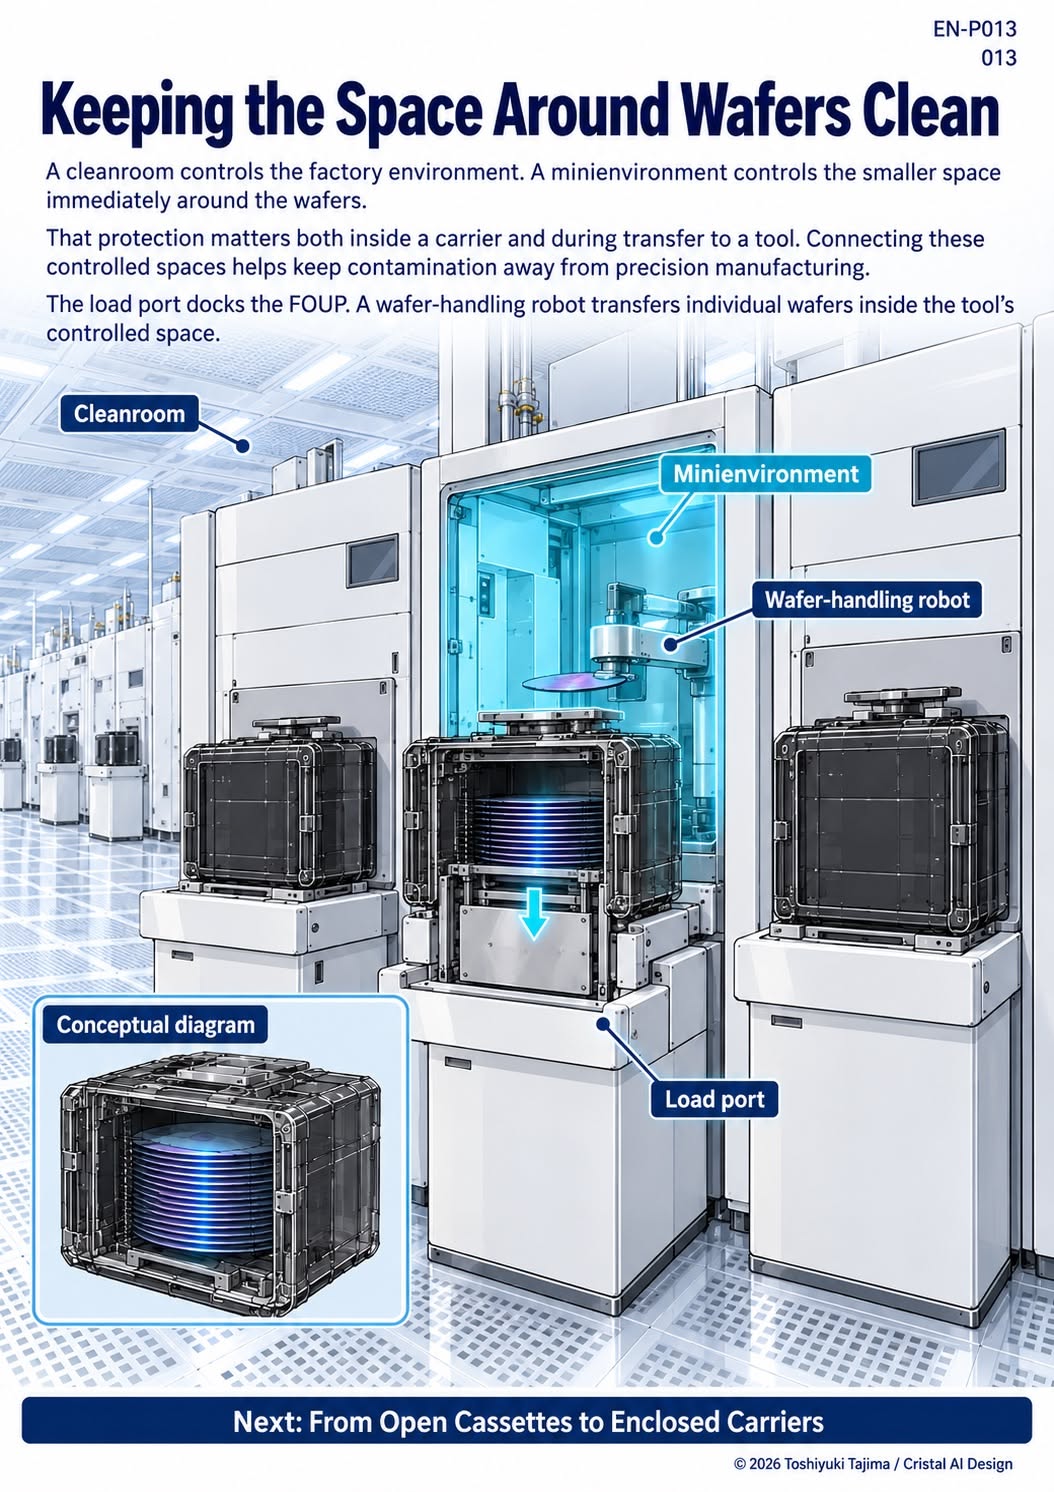 EN-P013
013
Keeping the Space Around Wafers Clean
A cleanroom controls the factory environment. A minienvironment controls the smaller space
immediately around the wafers.
That protection matters both inside a carrier and during transfer to a tool. Connecting these
controlled spaces helps keep contamination away from precision manufacturing.
The load port docks the FOUP. A wafer-handling robot transfers individual wafers inside the tool’s
controlled space.
Cleanroom
Minienvironment
Wafer-handling robot
Conceptual diagram
Load port
Next: From Open Cassettes to Enclosed Carriers
© 2026 Toshiyuki Tajima / Cristal AI Design